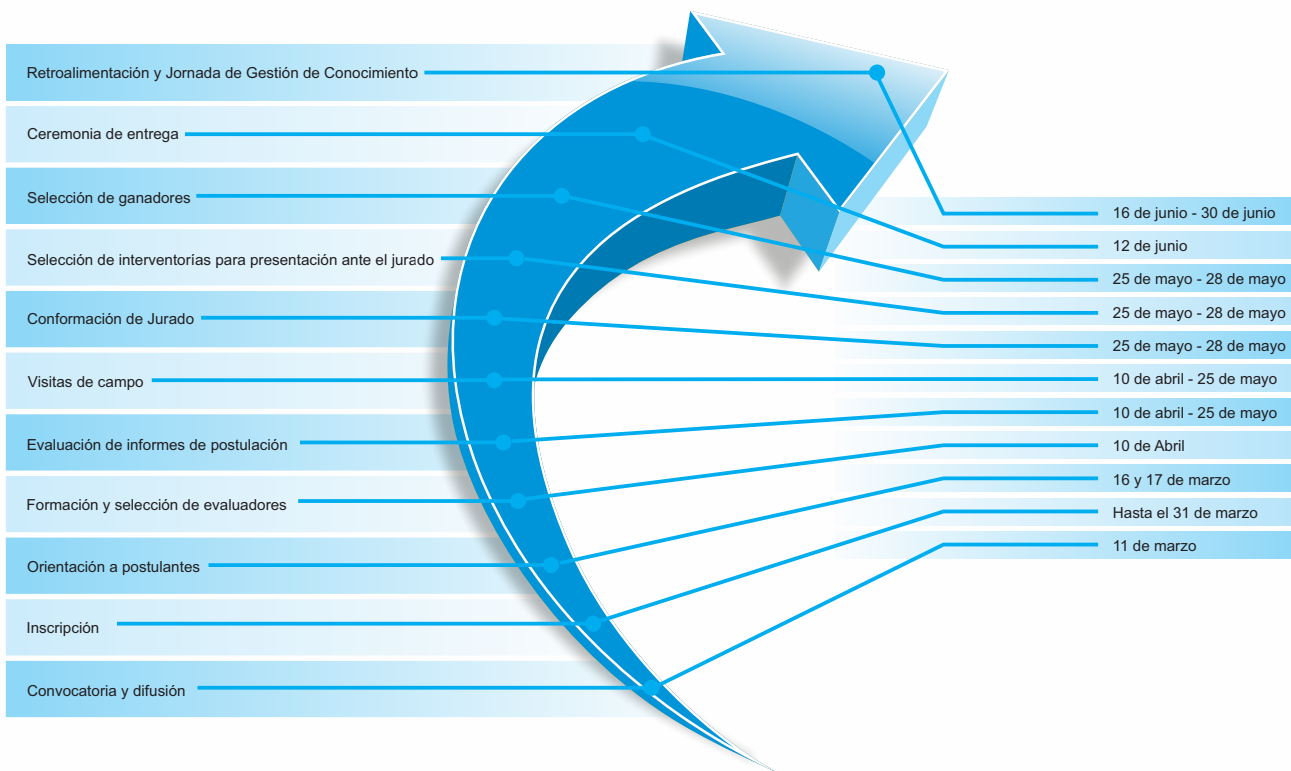 Retroalimentación y Jornada de Gestión de Conocimiento
Ceremonia de entrega
Selección de ganadores
Selección de interventorías para presentación ante el jurado
Conformación de Jurado
Visitas de campo
Evaluación de informes de postulación
Formación y selección de evaluadores
Orientación a postulantes
Inscripción
Convocatoria y difusión
16 de junio - 30 de junio
12 de junio
25 de mayo - 28 de mayo
25 de mayo - 28 de mayo
25 de mayo - 28 de mayo
10 de abril - 25 de mayo
10 de abril - 25 de mayo
10 de Abril
16 y 17 de marzo
Hasta el 31 de marzo
11 de marzo